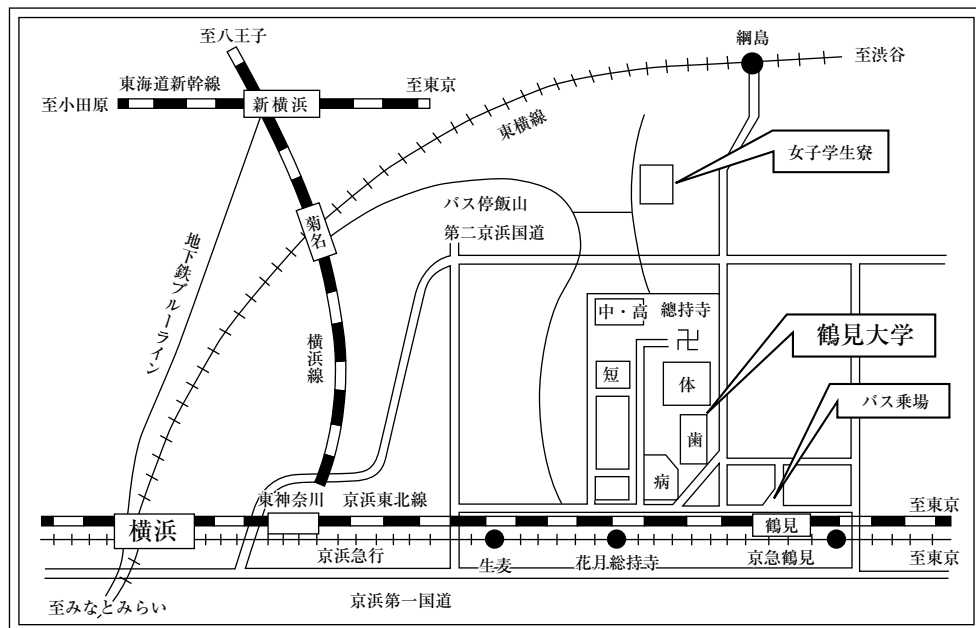 至八王子
綱島
至渋谷
東海道新幹線
至東京
至小田原
新横浜
東横線
女子学生寮
バス停飯山
菊名
第二京浜国道
地下鉄ブルーライン
中・高
總持寺
卍
鶴見大学
横浜線
短
体
バス乗場
歯
病
東神奈川
京浜東北線
至東京
横浜
鶴見
京浜急行
生麦
花月総持寺
京急鶴見
至東京
京浜第一国道
至みなとみらい